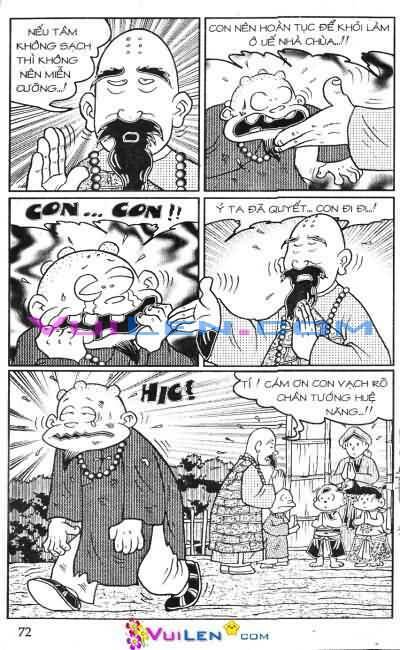 NẾU TÂM
KHÔNG SẠCH
THÌ KHÔNG
NÊN MIỄN
CƯỠNG...!
CON NÊN HOÀN TỤC ĐỂ KHỎI LÀM
Ô UẾ NHÀ CHÙA...!!
CON ... CON !!
Ý TA ĐÃ QUYẾT... CON ĐI ĐI...!
VUILEN.COM
HIC!
TÍ ! CẢM ƠN CON VẠCH RÕ
CHÂN TƯỚNG HUỆ
NĂNG..!!
72
VUILEN COM